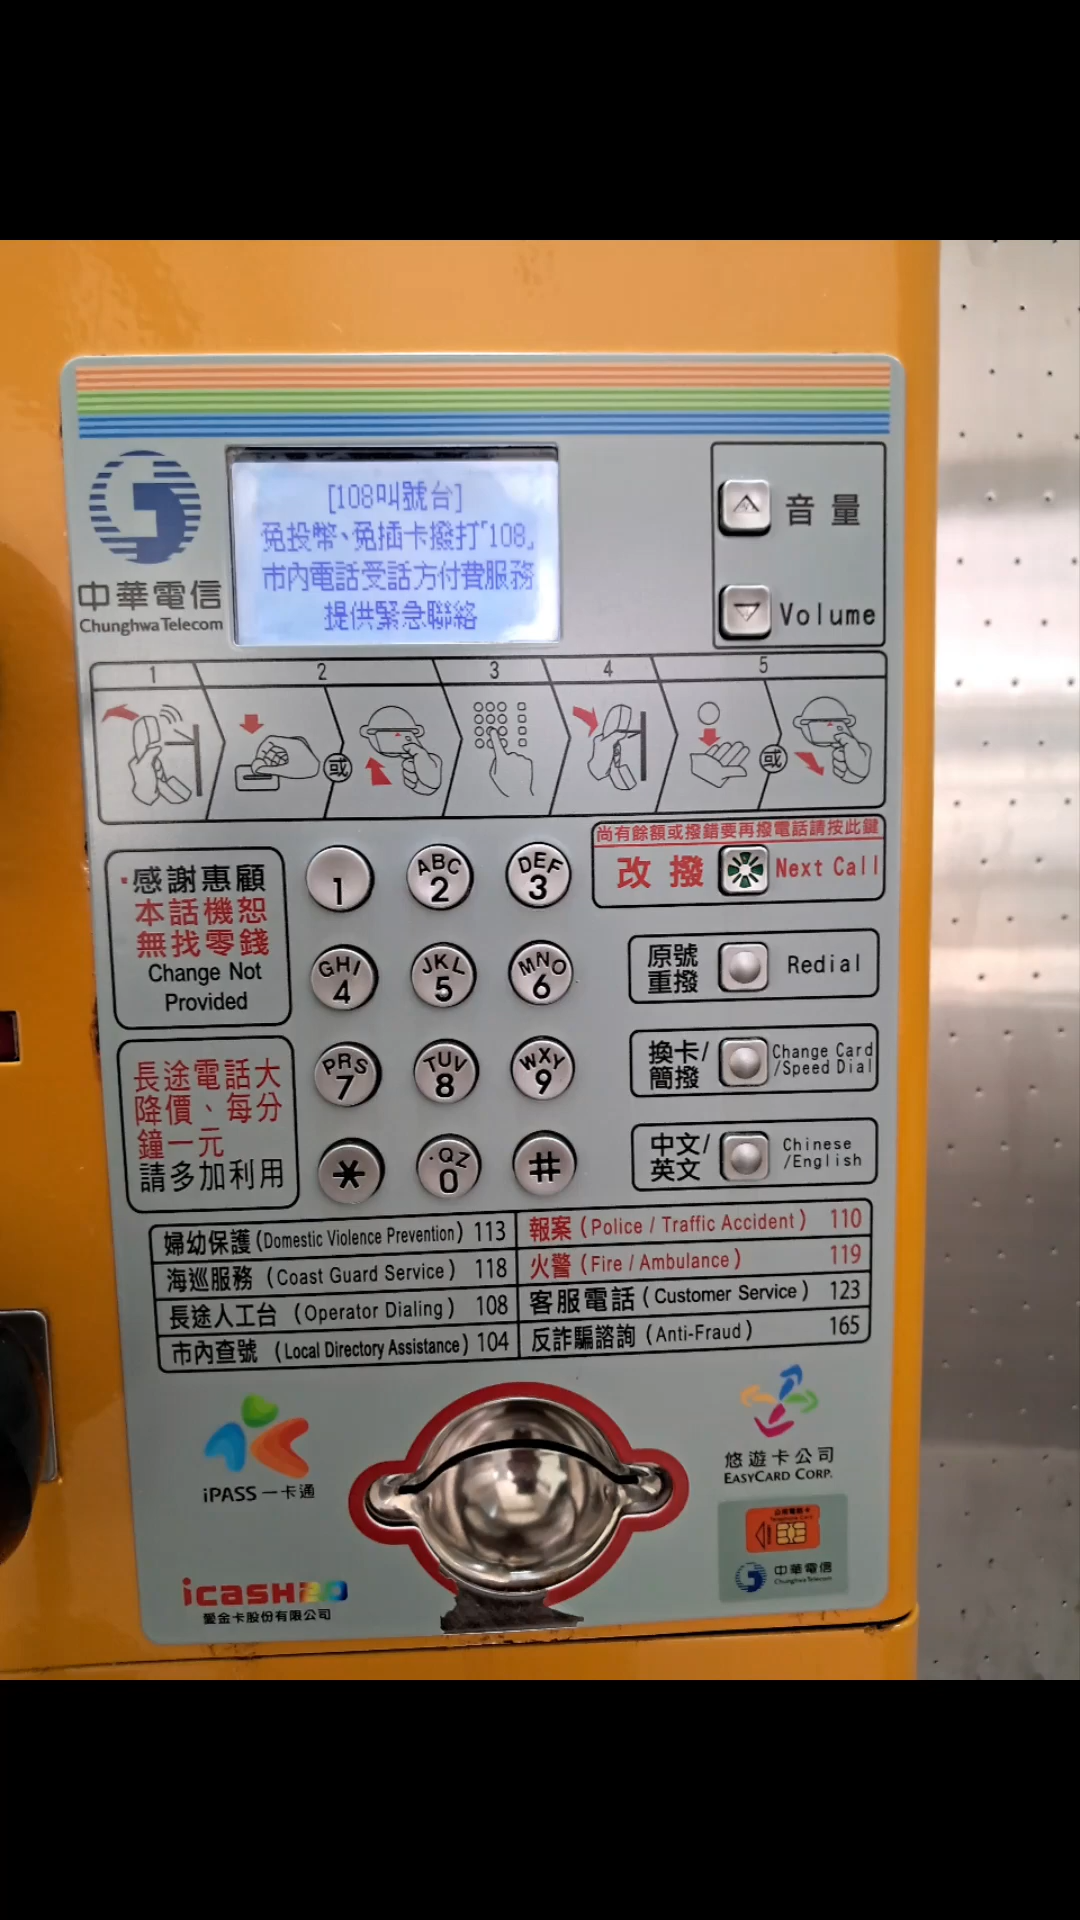 [108叫號台]
免投幣、免插卡撥打「108」
市內電話受話方付費服務
提供緊急聯絡
中華電信
Chunghwa Telecom
音量
Volume
1 2 3 4 5
或
或
尚有餘額或撥錯要再撥電話請按此鍵
改撥 Next Call
感謝惠顧
本話機恕
無找零錢
Change Not
Provided
長途電話大
降價、每分
鐘一元
請多加利用
1
ABC
2
DEF
3
GHI
4
JKL
5
MNO
6
PRS
7
TUV
8
WXY
9
*
·QZ
0
#
原號
重撥
Redial
換卡/
簡撥
Change Card
/Speed Dial
中文/
英文
Chinese
/English
婦幼保護 (Domestic Violence Prevention) 113
報案 (Police / Traffic Accident) 110
海巡服務 (Coast Guard Service) 118
火警 (Fire / Ambulance) 119
長途人工台 (Operator Dialing) 108
客服電話 (Customer Service) 123
市內查號 (Local Directory Assistance) 104
反詐騙諮詢 (Anti-Fraud) 165
iPASS 一卡通
悠遊卡公司
EASYCARD CORP.
icash2.0
愛金卡股份有限公司
Telephone Card
中華電信
Chunghwa Telecom